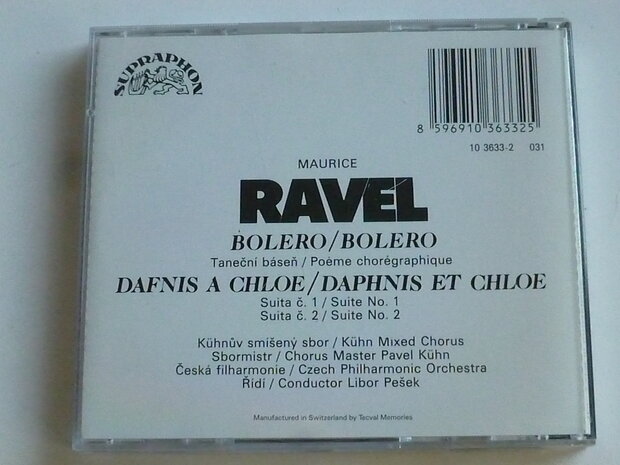 SUPRAPHON
8 596910 363325
10 3633-2 031
MAURICE
RAVEL
BOLERO/BOLERO
Taneční báseň / Poème chorégraphique
DAFNIS A CHLOE/DAPHNIS ET CHLOE
Suita č. 1 / Suite No. 1
Suita č. 2 / Suite No. 2
Kühnův smíšený sbor / Kühn Mixed Chorus
Sbormistr / Chorus Master Pavel Kühn
Česká filharmonie / Czech Philharmonic Orchestra
Řídí / Conductor Libor Pešek
Manufactured in Switzerland by Tecval Memories